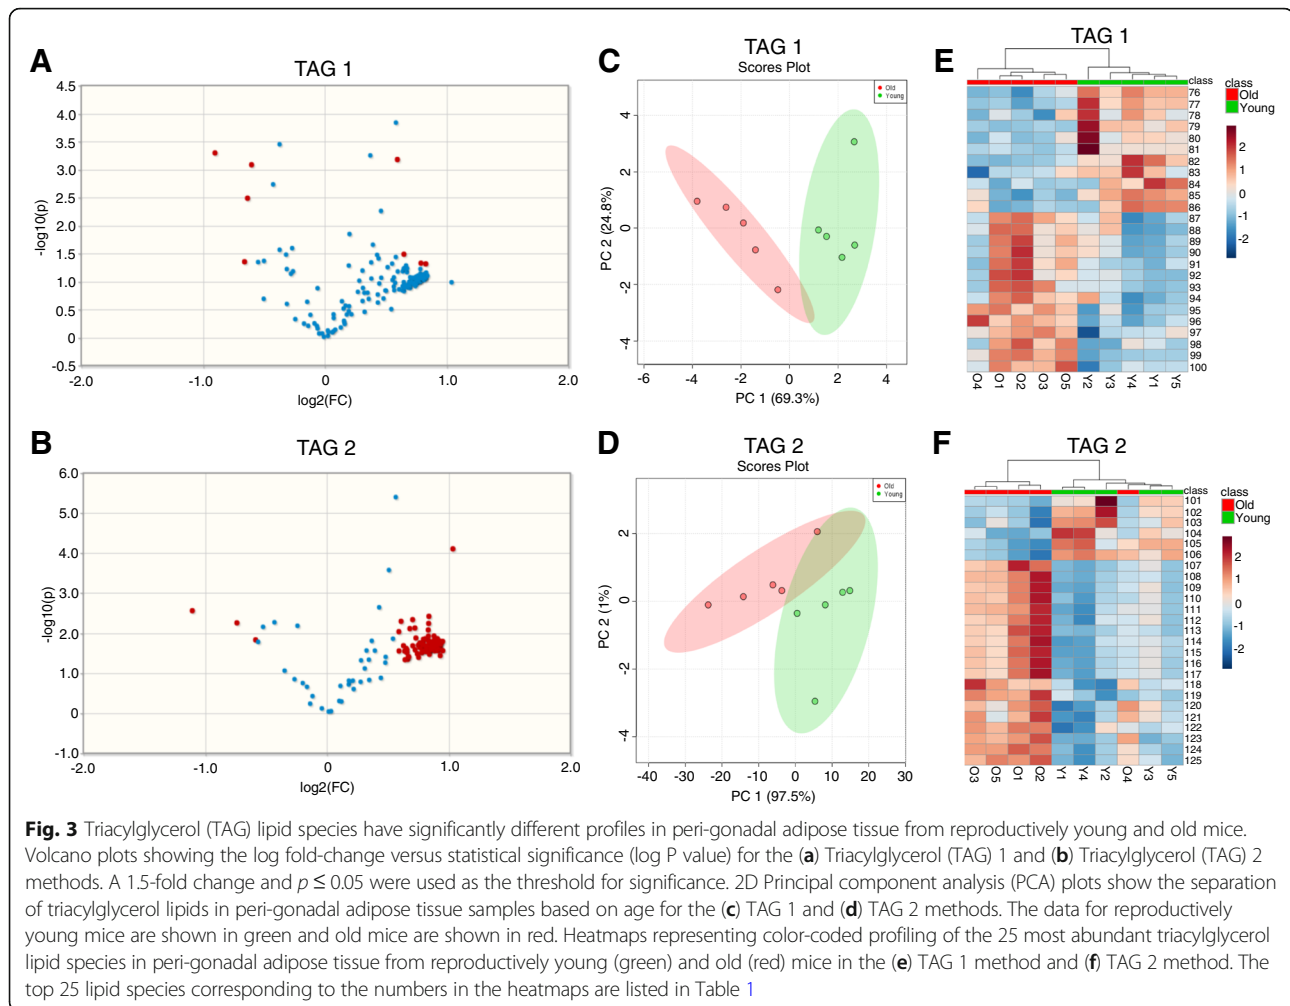 A
TAG 1
4.5
4.0
3.5
3.0
2.5
2.0
1.5
1.0
0.5
0
-0.5
-log10(p)
-2.0 -1.0 0 1.0 2.0
log2(FC)
B
TAG 2
6.0
5.0
4.0
3.0
2.0
1.0
0
-1.0
-log10(p)
-2.0 -1.0 0 1.0 2.0
log2(FC)
C
TAG 1
Scores Plot
Old
Young
4
2
0
-2
-4
PC 2 (24.8%)
-6 -4 -2 0 2 4
PC 1 (69.3%)
D
TAG 2
Scores Plot
Old
Young
2
0
-2
-4
PC 2 (1%)
-40 -30 -20 -10 0 10 20 30
PC 1 (97.5%)
E
TAG 1
class
76
77
78
79
80
81
82
83
84
85
86
87
88
89
90
91
92
93
94
95
96
97
98
99
100
O4 O1 O2 O3 O5 Y2 Y3 Y4 Y1 Y5
class
Old
Young
2
1
0
-1
-2
F
TAG 2
class
101
102
103
104
105
106
107
108
109
110
111
112
113
114
115
116
117
118
119
120
121
122
123
124
125
O3 O5 O1 O2 Y1 Y4 Y2 O4 Y3 Y5
class
Old
Young
2
1
0
-1
-2
Fig. 3 Triacylglycerol (TAG) lipid species have significantly different profiles in peri-gonadal adipose tissue from reproductively young and old mice.
Volcano plots showing the log fold-change versus statistical significance (log P value) for the (a) Triacylglycerol (TAG) 1 and (b) Triacylglycerol (TAG) 2
methods. A 1.5-fold change and p ≤ 0.05 were used as the threshold for significance. 2D Principal component analysis (PCA) plots show the separation
of triacylglycerol lipids in peri-gonadal adipose tissue samples based on age for the (c) TAG 1 and (d) TAG 2 methods. The data for reproductively
young mice are shown in green and old mice are shown in red. Heatmaps representing color-coded profiling of the 25 most abundant triacylglycerol
lipid species in peri-gonadal adipose tissue from reproductively young (green) and old (red) mice in the (e) TAG 1 method and (f) TAG 2 method. The
top 25 lipid species corresponding to the numbers in the heatmaps are listed in Table 1